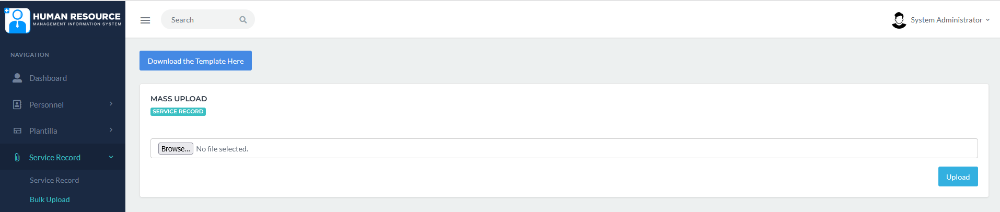 HUMAN RESOURCE
MANAGEMENT INFORMATION SYSTEM
Search
System Administrator
NAVIGATION
Dashboard
Personnel
Plantilla
Service Record
Service Record
Bulk Upload
Download the Template Here
MASS UPLOAD
SERVICE RECORD
Browse... No file selected.
Upload